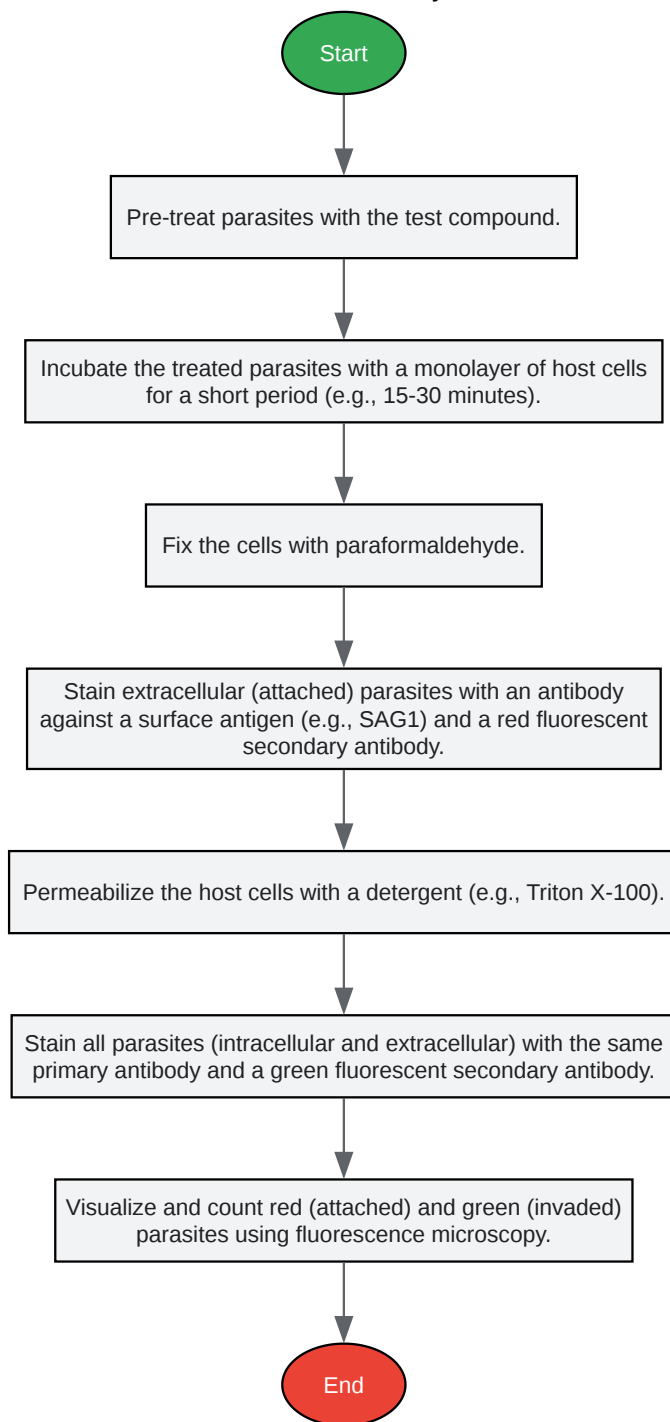 Start
Pre-treat parasites with the test compound.
Incubate the treated parasites with a monolayer of host cells
for a short period (e.g., 15-30 minutes).
Fix the cells with paraformaldehyde.
Stain extracellular (attached) parasites with an antibody
against a surface antigen (e.g., SAG1) and a red fluorescent
secondary antibody.
Permeabilize the host cells with a detergent (e.g., Triton X-100).
Stain all parasites (intracellular and extracellular) with the same
primary antibody and a green fluorescent secondary antibody.
Visualize and count red (attached) and green (invaded)
parasites using fluorescence microscopy.
End